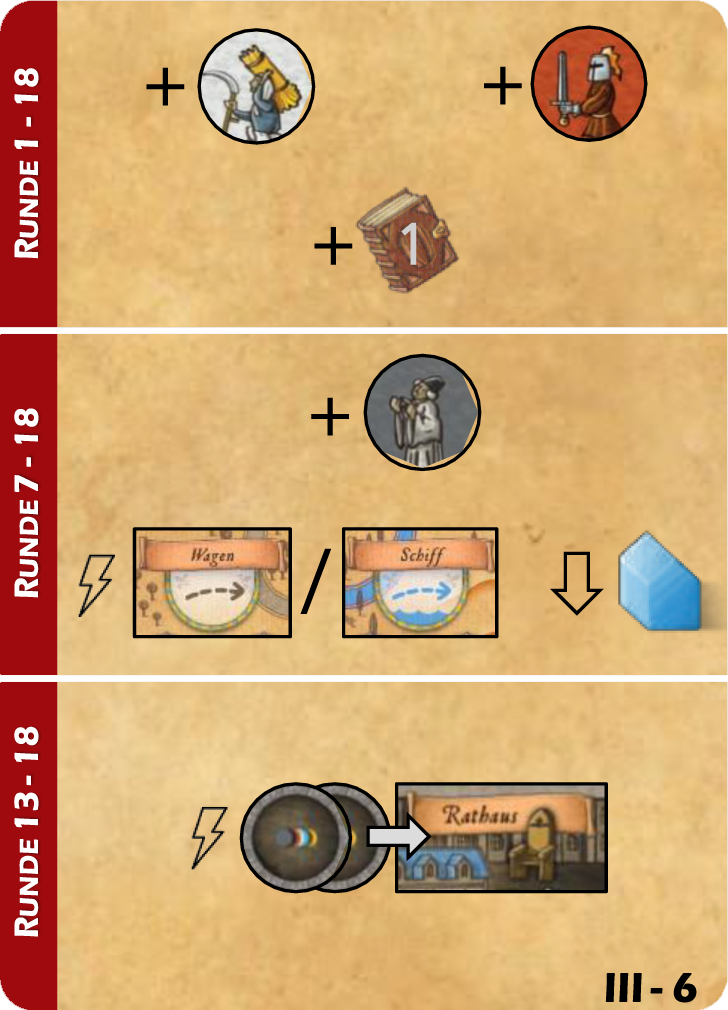 RUNDE 1 - 18
+
+
+ 1
RUNDE 7 - 18
+
Wagen / Schiff
RUNDE 13 - 18
Rathaus
III - 6